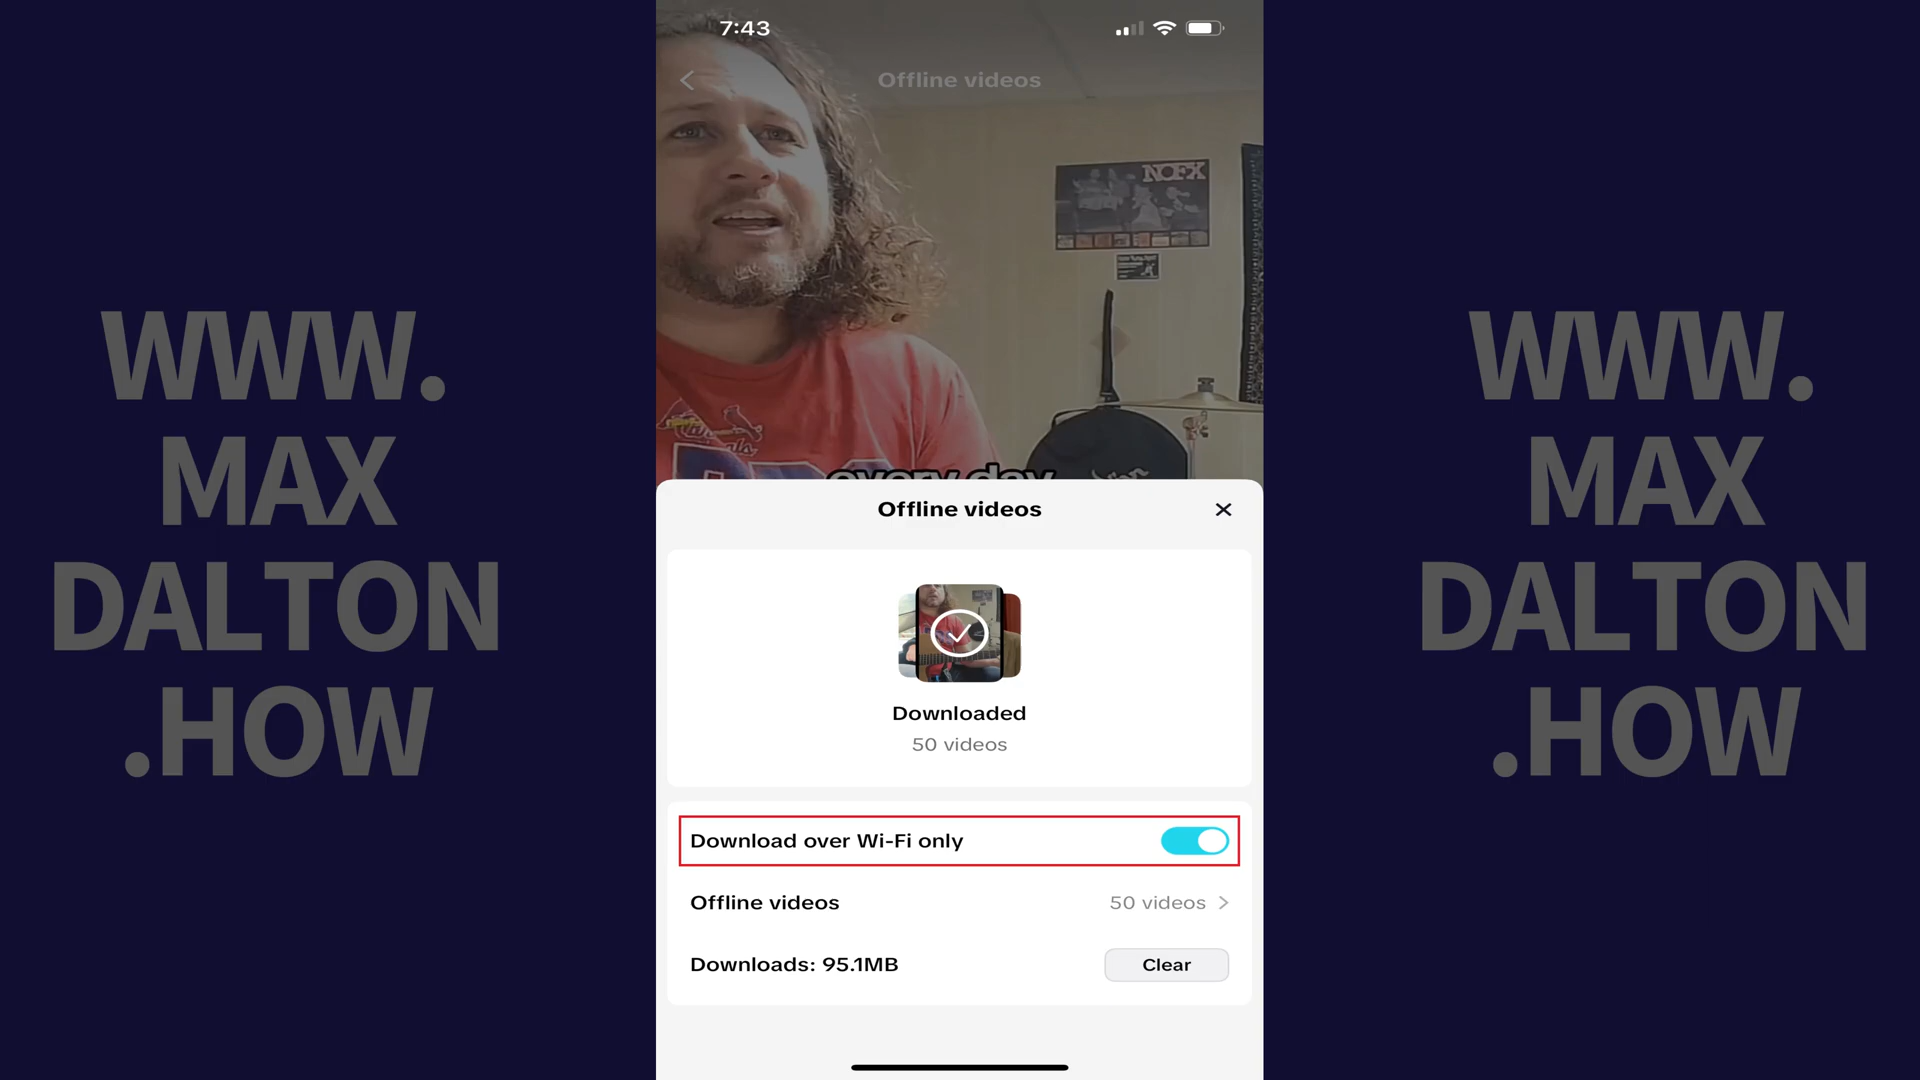 7:43
Offline videos
NOFX
every day
Offline videos
Downloaded
50 videos
Download over Wi-Fi only
Offline videos
50 videos
Downloads: 95.1MB
Clear
WWW.
MAX
DALTON
.HOW
WWW.
MAX
DALTON
.HOW